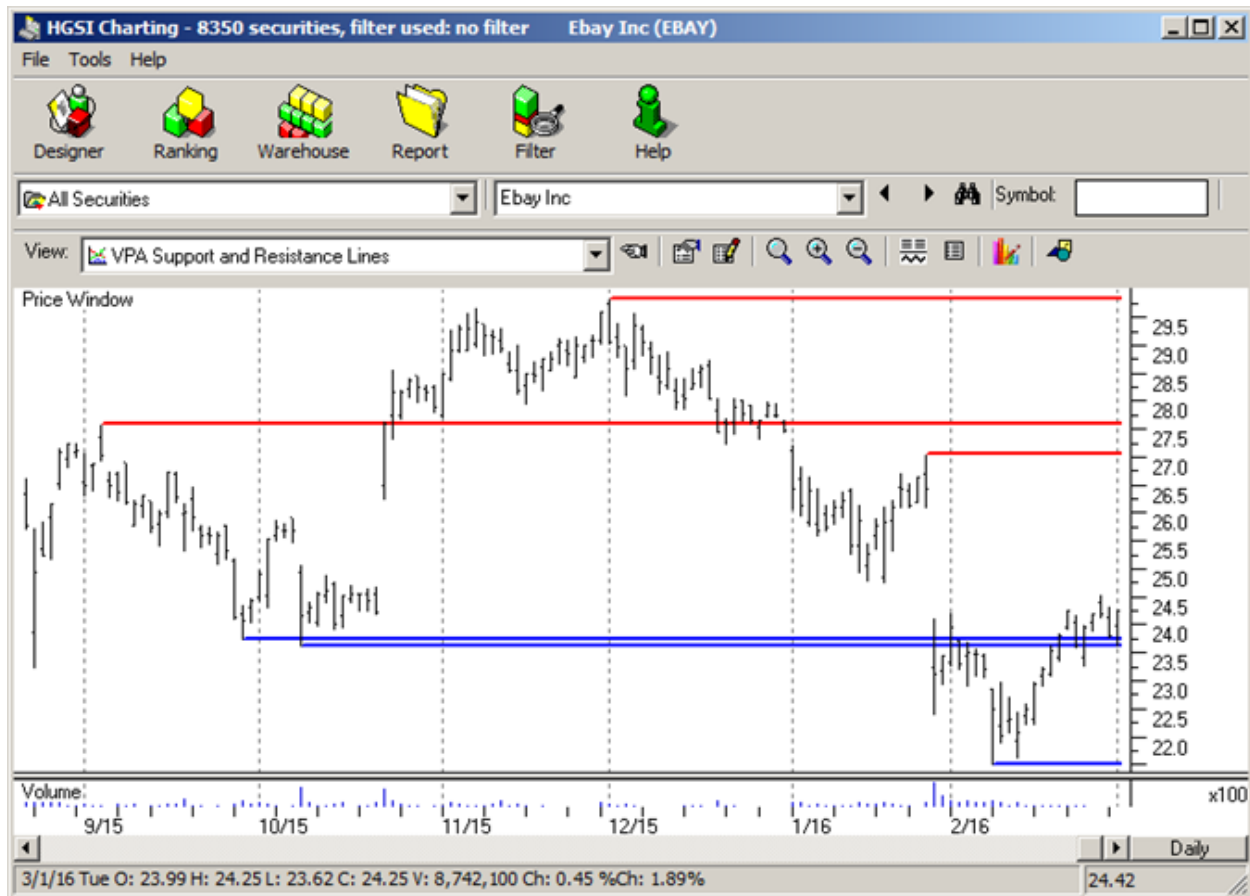 HGSI Charting - 8350 securities, filter used: no filter Ebay Inc (EBAY)
File Tools Help
Designer Ranking Warehouse Report Filter Help
All Securities Ebay Inc Symbol:
View: VPA Support and Resistance Lines
Price Window
29.5
29.0
28.5
28.0
27.5
27.0
26.5
26.0
25.5
25.0
24.5
24.0
23.5
23.0
22.5
22.0
Volume x100
9/15 10/15 11/15 12/15 1/16 2/16
Daily
3/1/16 Tue O: 23.99 H: 24.25 L: 23.62 C: 24.25 V: 8,742,100 Ch: 0.45 %Ch: 1.89% 24.42